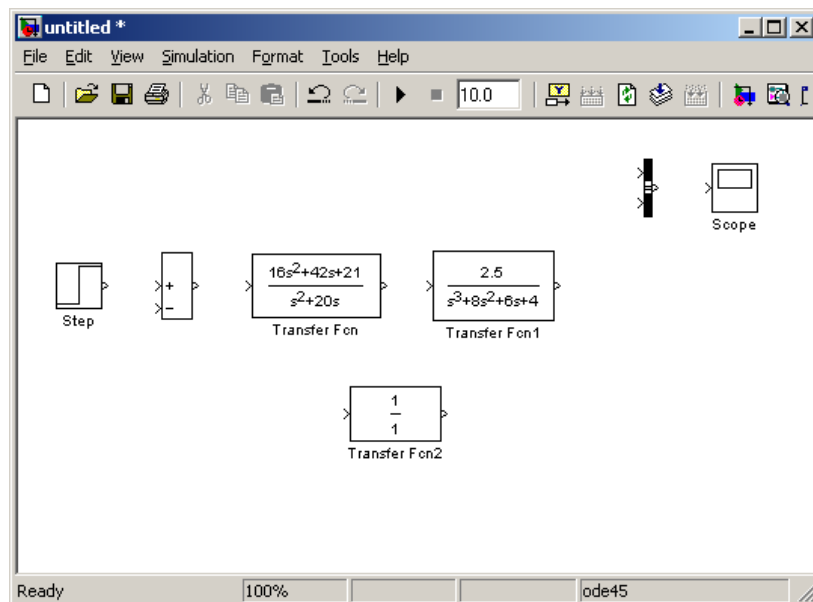 untitled *
File Edit View Simulation Format Tools Help
10.0
Scope
Step
+
−
16s²+42s+21
s²+20s
Transfer Fcn
2.5
s³+8s²+6s+4
Transfer Fcn1
1
1
Transfer Fcn2
Ready 100% ode45